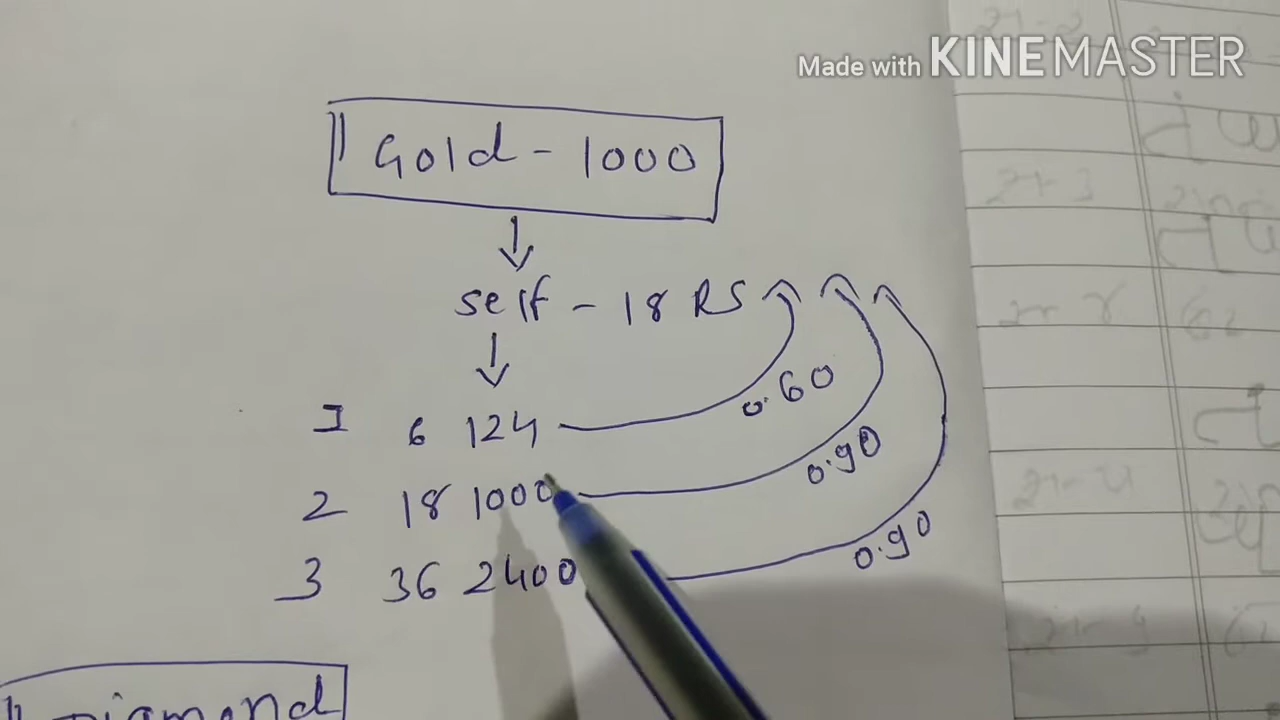 Made with KINEMASTER
Gold - 1000
self - 18 RS
1 6 124 0.60
2 18 1000 0.90
3 36 2400 0.90
Diamond